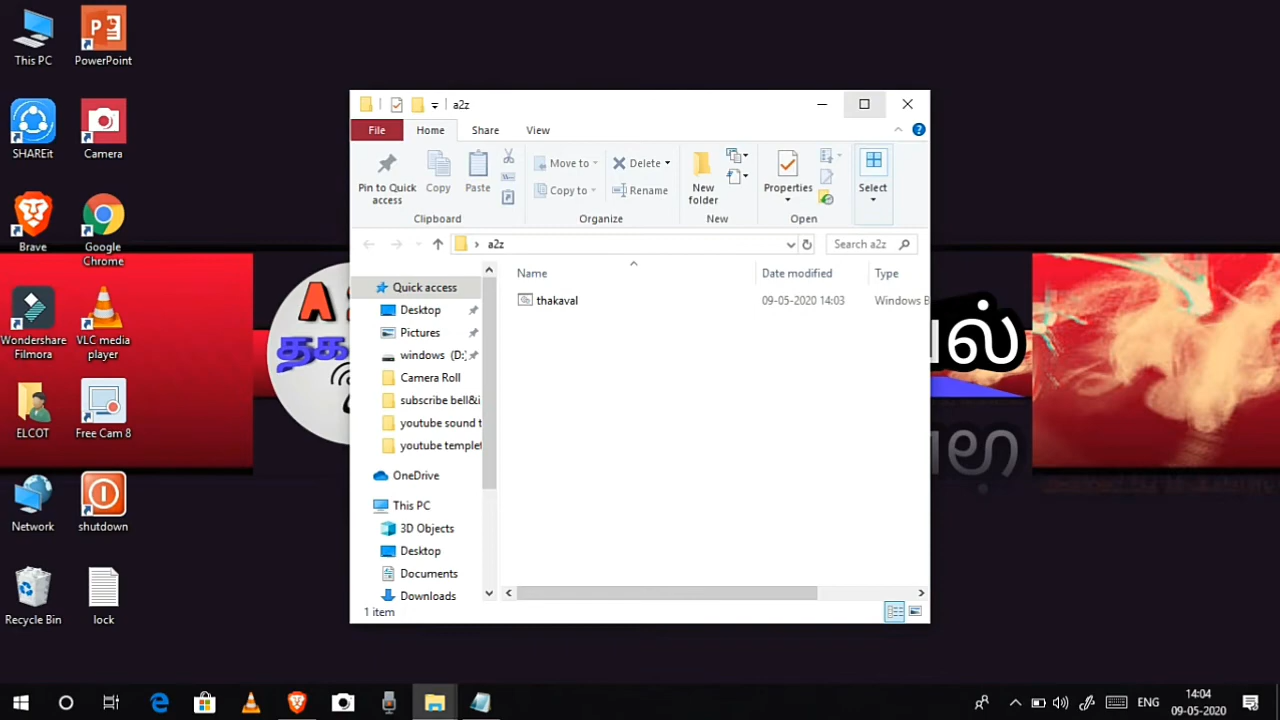 This PC
PowerPoint
SHAREit
Camera
Brave
Google
Chrome
Wondershare
Filmora
VLC media
player
ELCOT
Free Cam 8
Network
shutdown
Recycle Bin
lock
a2z
File
Home
Share
View
Pin to Quick
access
Copy
Paste
Move to
Copy to
Delete
Rename
New
folder
Properties
Select
Clipboard
Organize
New
Open
a2z
Search a2z
Name
Date modified
Type
thakaval
09-05-2020 14:03
Windows B
Quick access
Desktop
Pictures
windows (D:)
Camera Roll
subscribe bell&i
youtube sound t
youtube templet
OneDrive
This PC
3D Objects
Desktop
Documents
Downloads
1 item
A
தக
ல்
ENG
14:04
09-05-2020